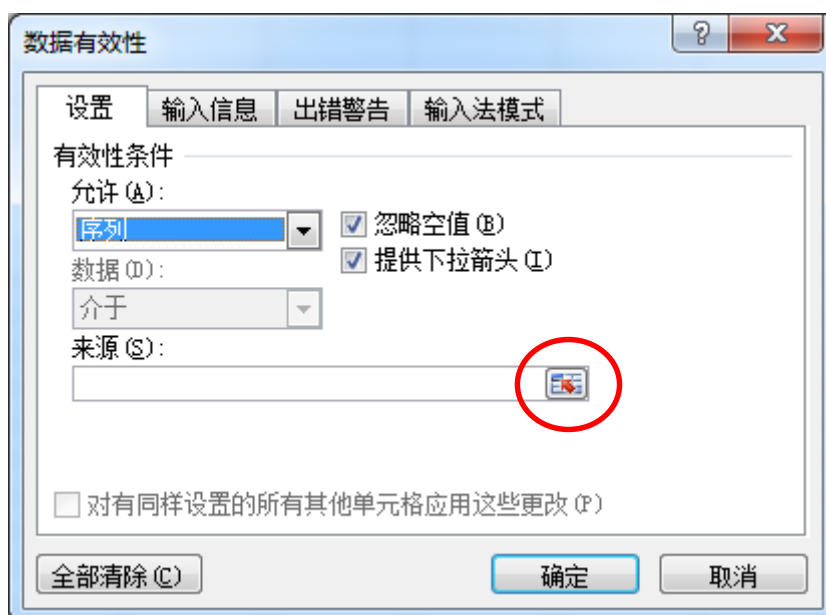 数据有效性
设置 输入信息 出错警告 输入法模式
有效性条件
允许(A):
序列 忽略空值(B)
提供下拉箭头(I)
数据(D):
介于
来源(S):
对有同样设置的所有其他单元格应用这些更改(P)
全部清除(C) 确定 取消